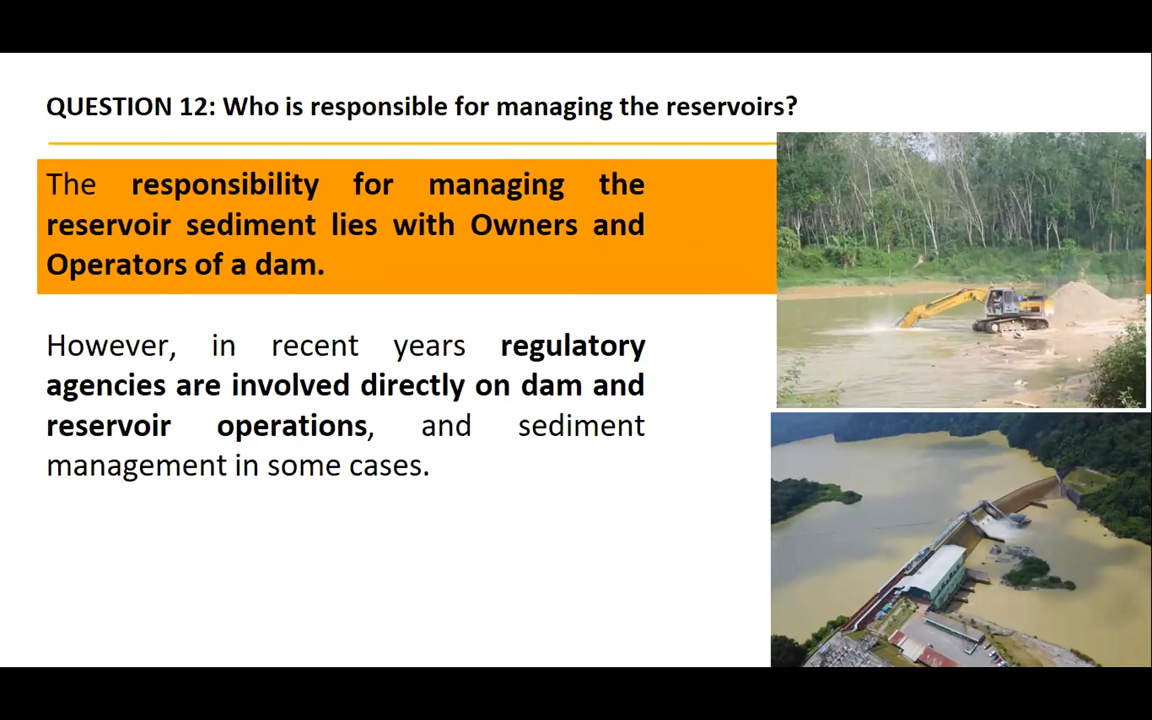 QUESTION 12: Who is responsible for managing the reservoirs?
The responsibility for managing the
reservoir sediment lies with Owners and
Operators of a dam.
However, in recent years regulatory
agencies are involved directly on dam and
reservoir operations, and sediment
management in some cases.